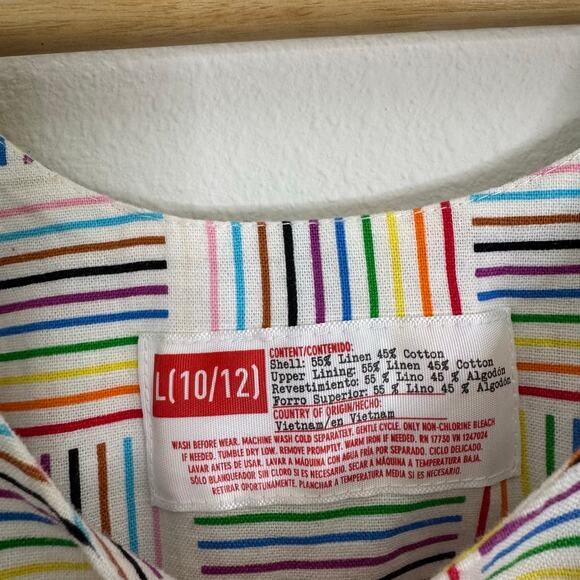 L(10/12)
CONTENT/CONTENIDO:
Shell: 55% Linen 45% Cotton
Upper Lining: 55% Linen 45% Cotton
Revestimiento: 55 % Lino 45 % Algodón
Forro Superior: 55 % Lino 45 % Algodón
COUNTRY OF ORIGIN/HECHO:
Vietnam/en Vietnam
WASH BEFORE WEAR. MACHINE WASH COLD SEPARATELY. GENTLE CYCLE. ONLY NON-CHLORINE BLEACH
IF NEEDED. TUMBLE DRY LOW. REMOVE PROMPTLY. WARM IRON IF NEEDED. RN 17730 VN 1247024
LAVAR ANTES DE USAR. LAVAR A MÁQUINA CON AGUA FRÍA POR SEPARADO. CICLO DELICADO.
SÓLO BLANQUEADOR SIN CLORO SI ES NECESARIO. SECAR A MÁQUINA A TEMPERATURA BAJA.
RETIRAR OPORTUNAMENTE. PLANCHAR A TEMPERATURA MEDIA SI ES NECESARIO.